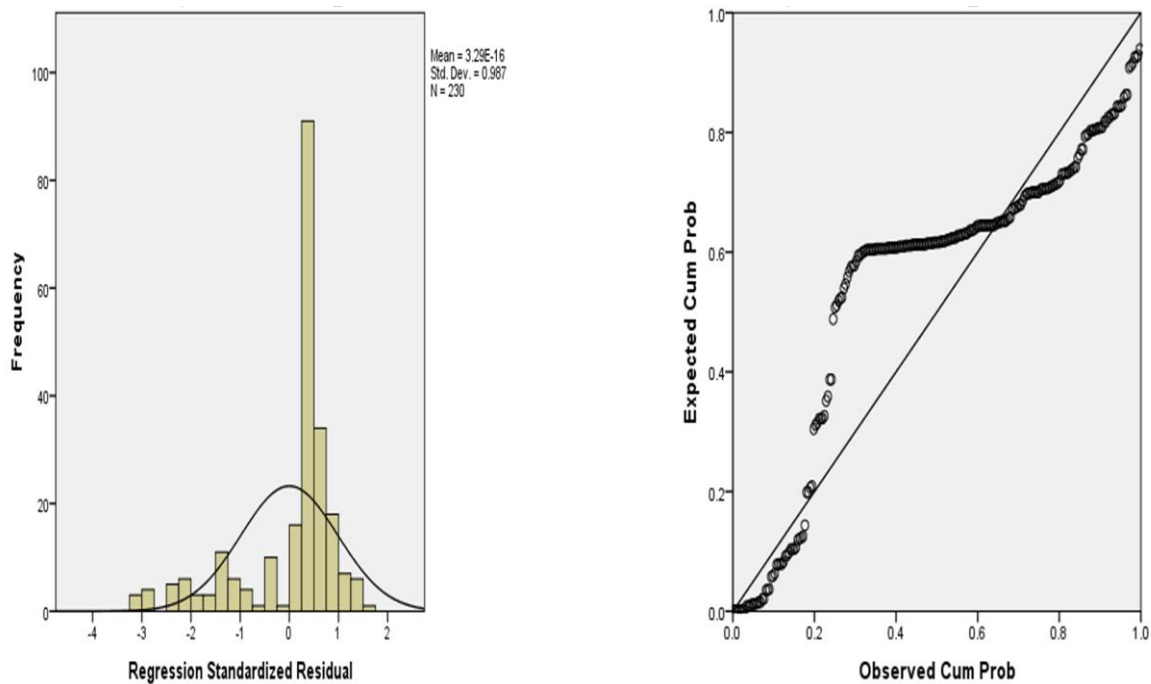 Mean = 3.29E-16
Std. Dev. = 0.987
N = 230
100
80
60
40
20
0
Frequency
-4 -3 -2 -1 0 1 2
Regression Standardized Residual
1.0
0.8
0.6
0.4
0.2
0.0
Expected Cum Prob
0.0 0.2 0.4 0.6 0.8 1.0
Observed Cum Prob